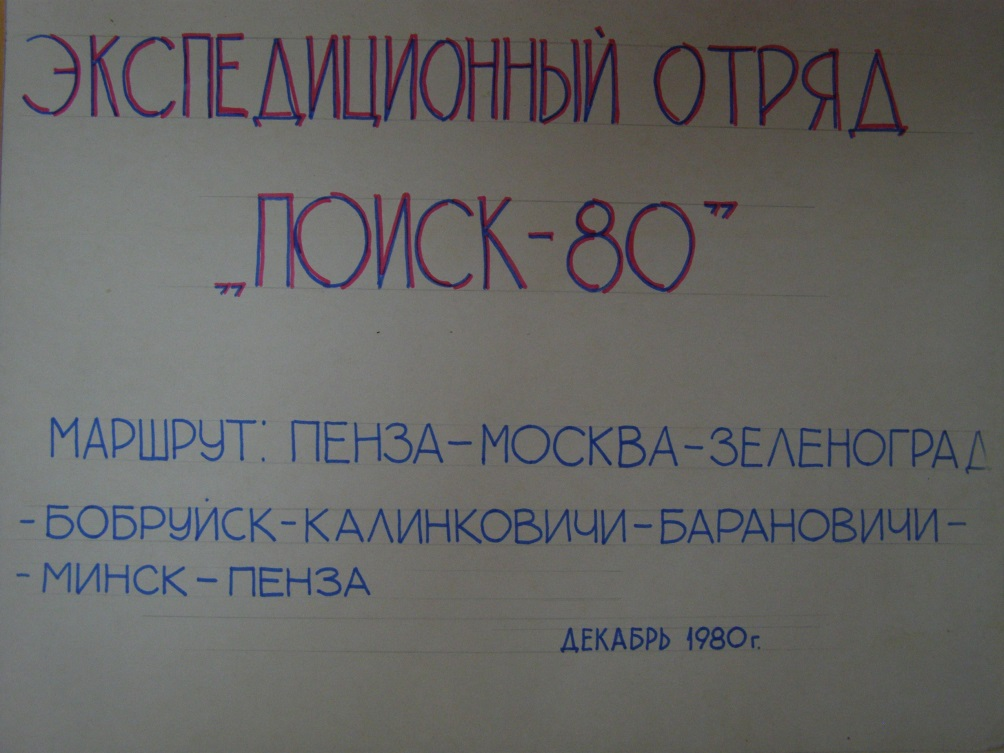 ЭКСПЕДИЦИОННЫЙ ОТРЯД
„ПОИСК-80”
МАРШРУТ: ПЕНЗА-МОСКВА-ЗЕЛЕНОГРАД
-БОБРУЙСК-КАЛИНКОВИЧИ-БАРАНОВИЧИ-
-МИНСК-ПЕНЗА
ДЕКАБРЬ 1980г.